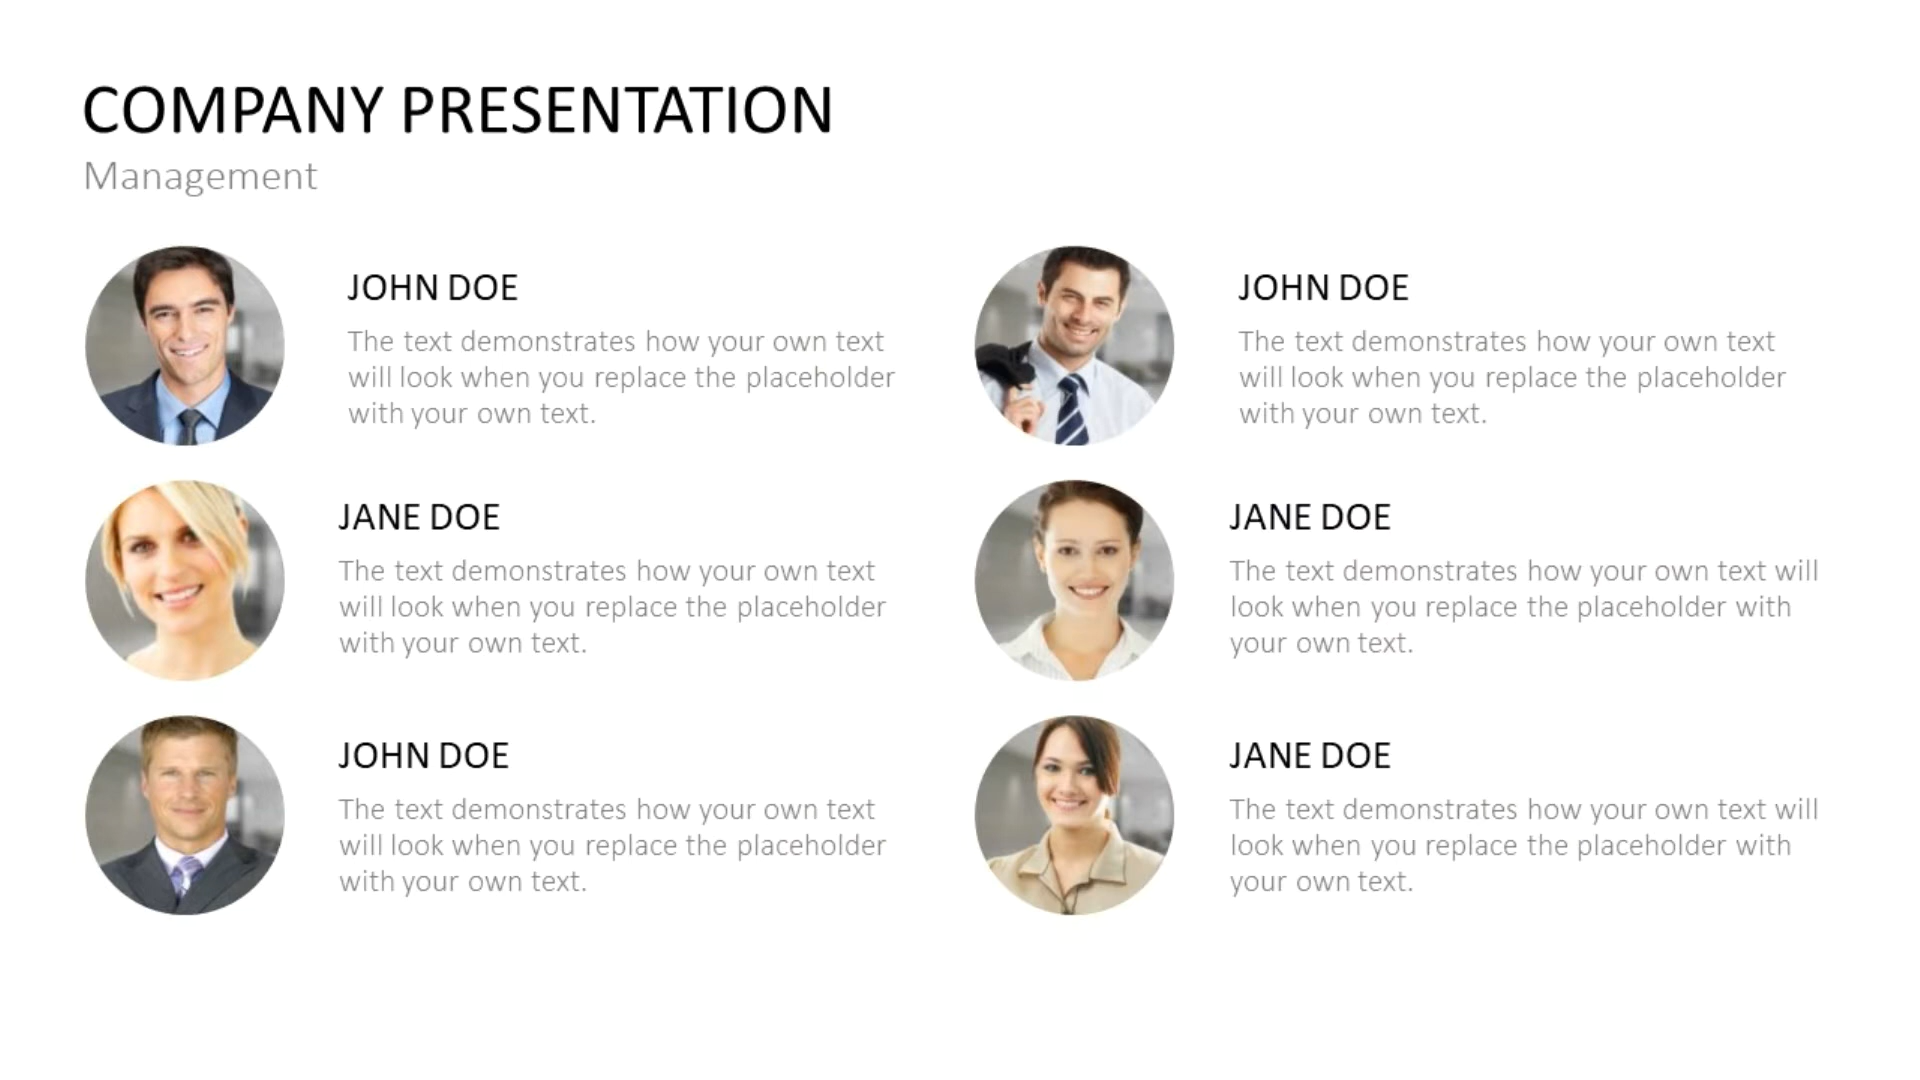 COMPANY PRESENTATION
Management
JOHN DOE
The text demonstrates how your own text
will look when you replace the placeholder
with your own text.
JOHN DOE
The text demonstrates how your own text
will look when you replace the placeholder
with your own text.
JANE DOE
The text demonstrates how your own text
will look when you replace the placeholder
with your own text.
JANE DOE
The text demonstrates how your own text will
look when you replace the placeholder with
your own text.
JOHN DOE
The text demonstrates how your own text
will look when you replace the placeholder
with your own text.
JANE DOE
The text demonstrates how your own text will
look when you replace the placeholder with
your own text.